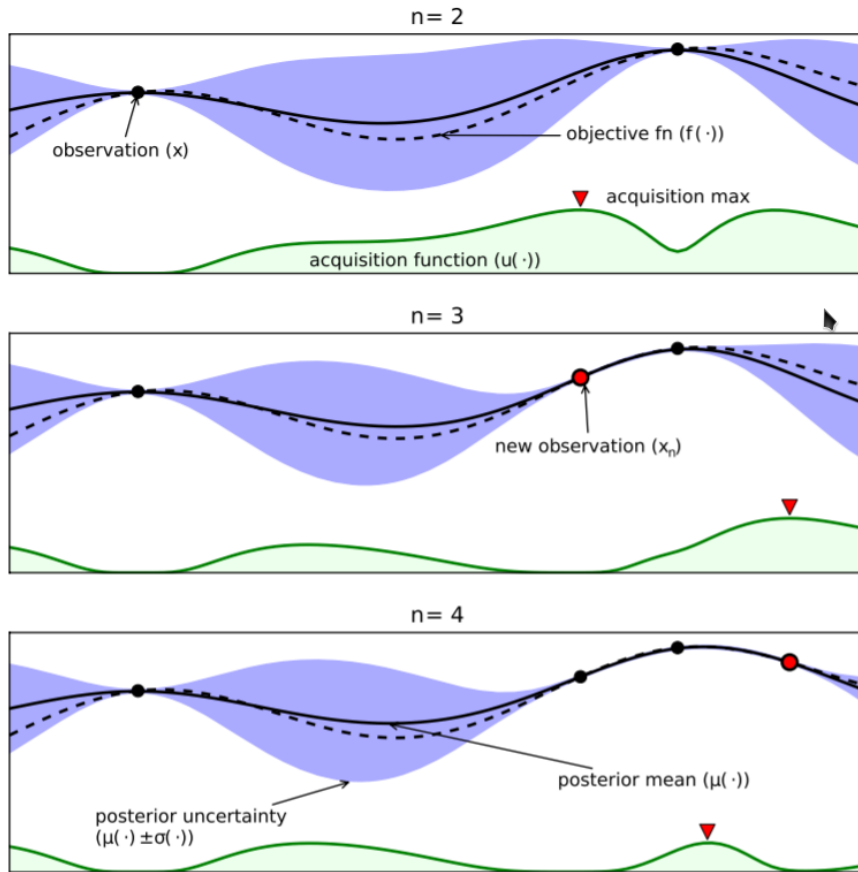 n= 2
observation (x)
objective fn (f(·))
acquisition max
acquisition function (u(·))
n= 3
new observation (xₙ)
n= 4
posterior mean (μ(·))
posterior uncertainty
(μ(·) ±σ(·))